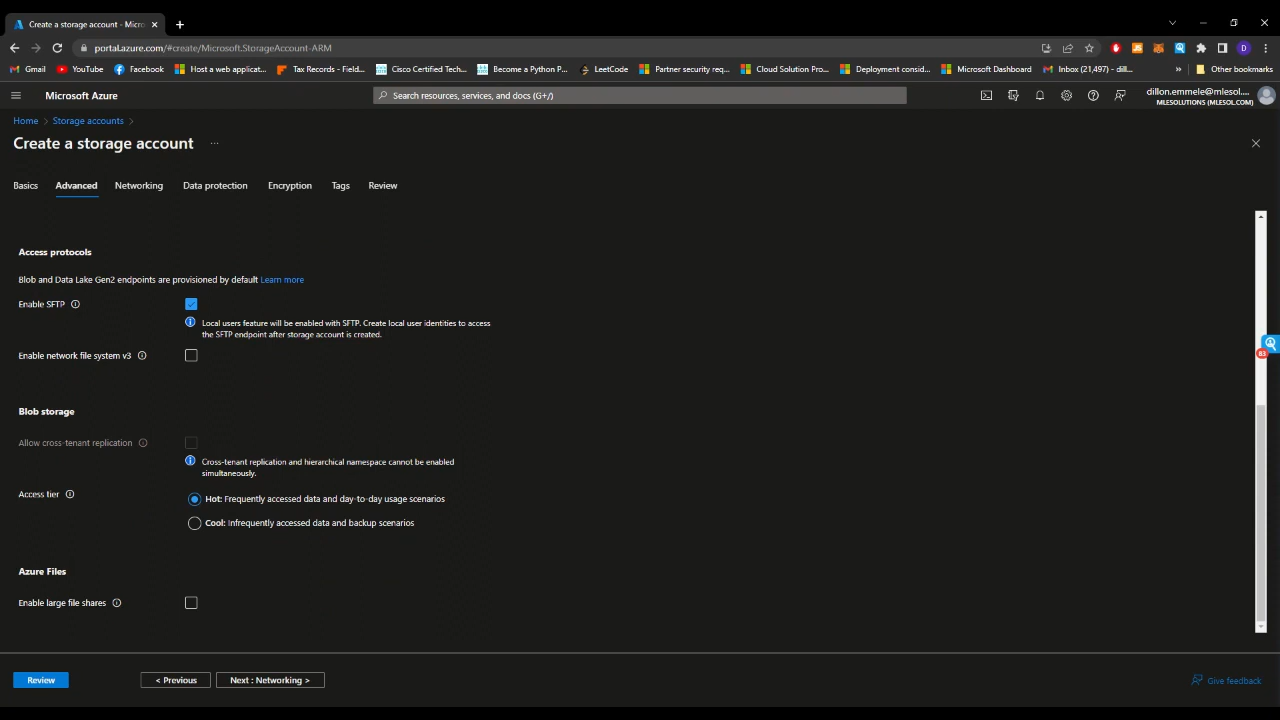 Create a storage account - Micro
portal.azure.com/#create/Microsoft.StorageAccount-ARM
D
Gmail
YouTube
Facebook
Host a web applicat...
Tax Records - Field...
Cisco Certified Tech...
Become a Python P...
LeetCode
Partner security req...
Cloud Solution Pro...
Deployment consid...
Microsoft Dashboard
Inbox (21,497) - dill...
»
Other bookmarks
Microsoft Azure
Search resources, services, and docs (G+/)
dillon.emmele@mlesol....
MLESOLUTIONS (MLESOL.COM)
Home > Storage accounts >
Create a storage account ...
Basics Advanced Networking Data protection Encryption Tags Review
Access protocols
Blob and Data Lake Gen2 endpoints are provisioned by default Learn more
Enable SFTP
Local users feature will be enabled with SFTP. Create local user identities to access
the SFTP endpoint after storage account is created.
Enable network file system v3
83
Blob storage
Allow cross-tenant replication
Cross-tenant replication and hierarchical namespace cannot be enabled
simultaneously.
Access tier
Hot: Frequently accessed data and day-to-day usage scenarios
Cool: Infrequently accessed data and backup scenarios
Azure Files
Enable large file shares
Review
< Previous
Next : Networking >
Give feedback